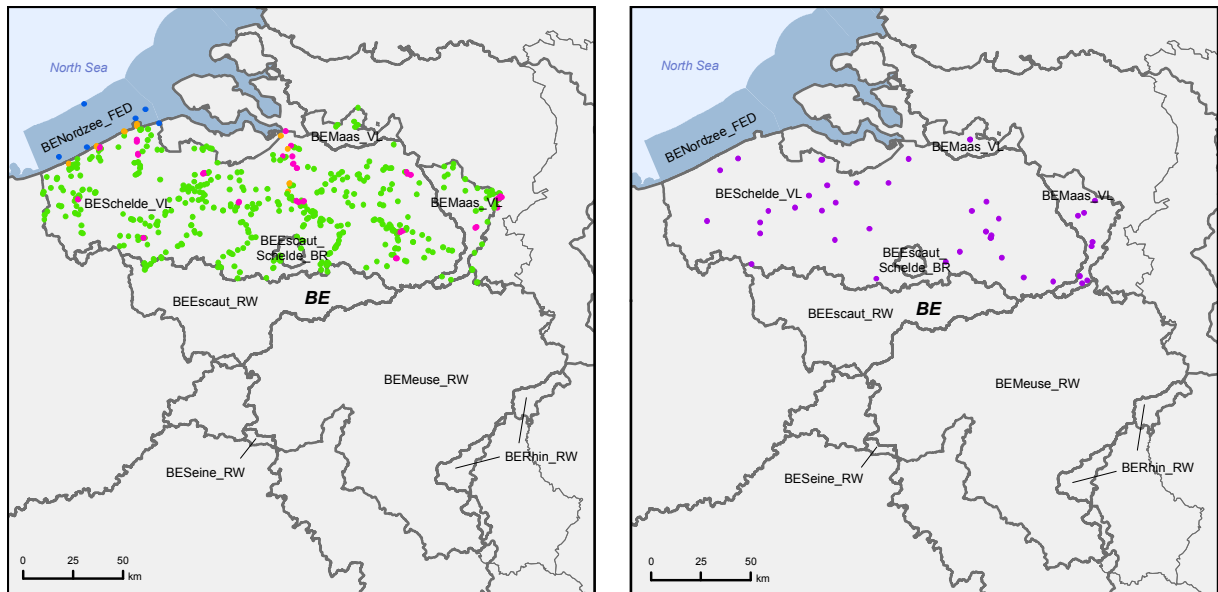 North Sea
BENordzee_FED
BEMaas_VL
BESchelde_VL
BEMaas_VL
BEEscaut_
Schelde_BR
BEEscaut_RW
BE
BEMeuse_RW
BERhin_RW
BESeine_RW
0 25 50
km
North Sea
BENordzee_FED
BEMaas_VL
BESchelde_VL
BEMaas_VL
BEEscaut_
Schelde_BR
BEEscaut_RW
BE
BEMeuse_RW
BERhin_RW
BESeine_RW
0 25 50
km